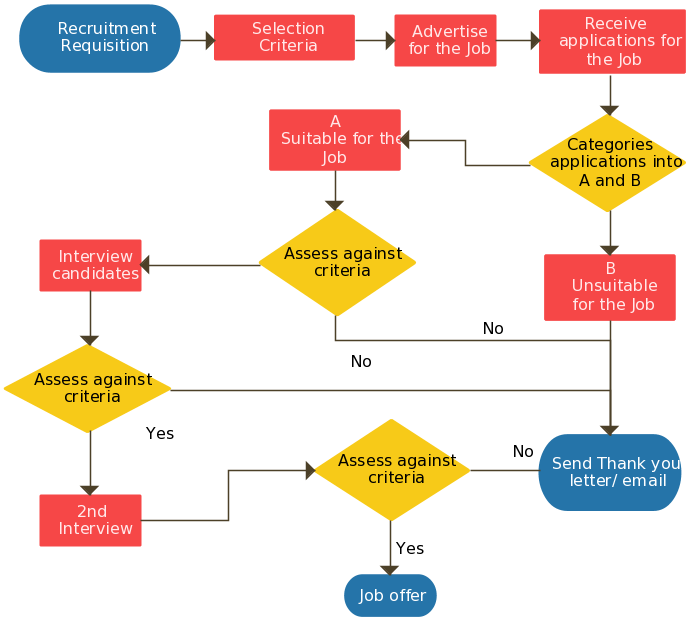 Recruitment
Requisition
Selection
Criteria
Advertise
for the Job
Receive
applications for
the Job
Categories
applications into
A and B
A
Suitable for the
Job
B
Unsuitable
for the Job
Assess against
criteria
Interview
candidates
No
No
Assess against
criteria
Yes
Assess against
criteria
No
Send Thank you
letter/ email
2nd
Interview
Yes
Job offer